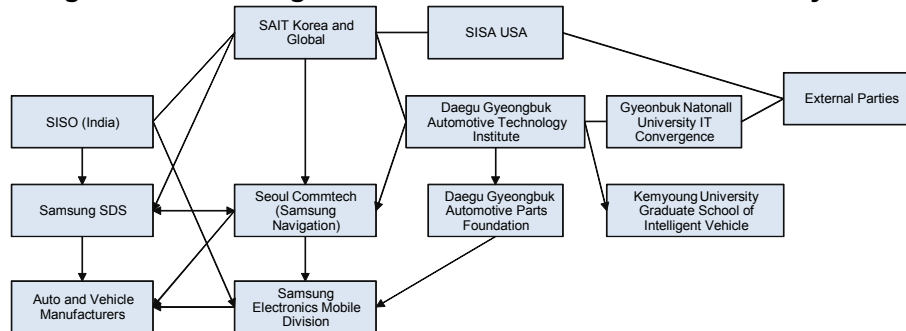 SAIT Korea and
Global
SISA USA
External Parties
SISO (India)
Daegu Gyeongbuk
Automotive Technology
Institute
Gyeonbuk Natonall
University IT
Convergence
Samsung SDS
Seoul Commtech
(Samsung
Navigation)
Daegu Gyeongbuk
Automotive Parts
Foundation
Kemyoung University
Graduate School of
Intelligent Vehicle
Auto and Vehicle
Manufacturers
Samsung
Electronics Mobile
Division